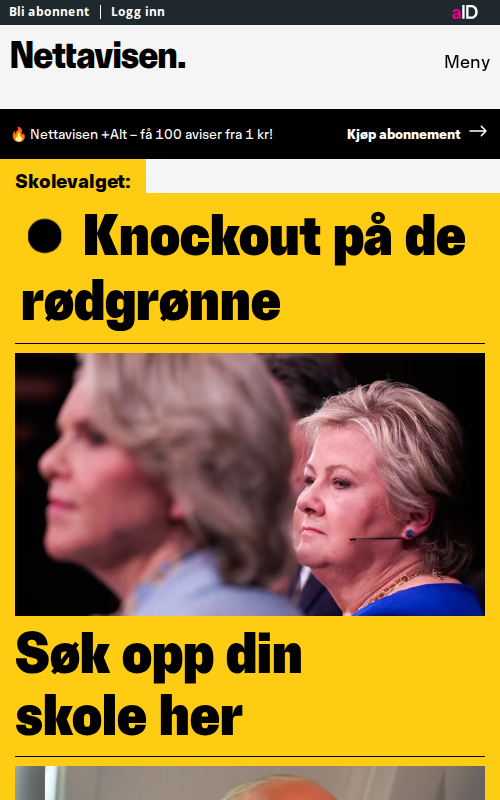 Bli abonnent | Logg inn
aID
Nettavisen.
Meny
🔥 Nettavisen +Alt – få 100 aviser fra 1 kr!
Kjøp abonnement →
Skolevalget:
● Knockout på de
rødgrønne
Søk opp din
skole her